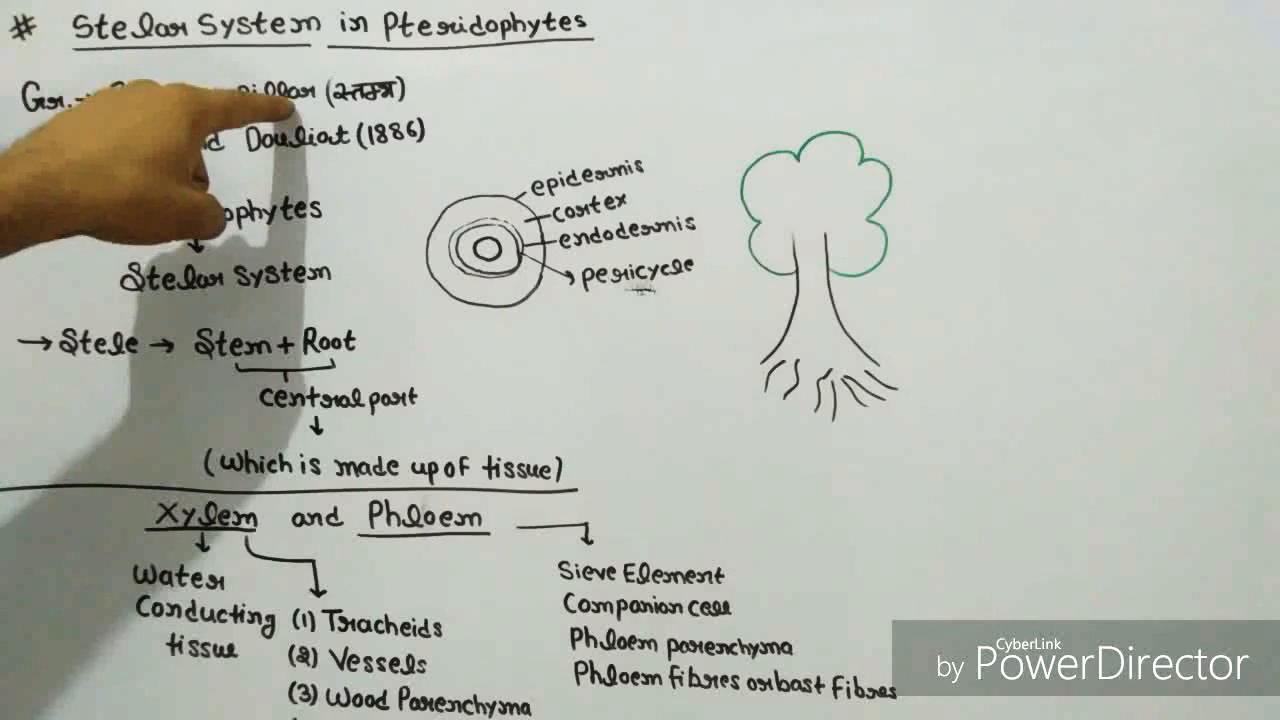 # Stelar System in Pteridophytes
Gr. → pillar (स्तम्भ)
Douliat (1886)
Stelar System
→ Stele → Stem + Root
central part
(Which is made up of tissue)
Xylem and Phloem
Water
Conducting
tissue
(1) Tracheids
(2) Vessels
(3) Wood Parenchyma
Sieve Element
Companion cell
Phloem parenchyma
Phloem fibres or bast Fibres
epidermis
cortex
endodermis
pericycle
CyberLink
by PowerDirector